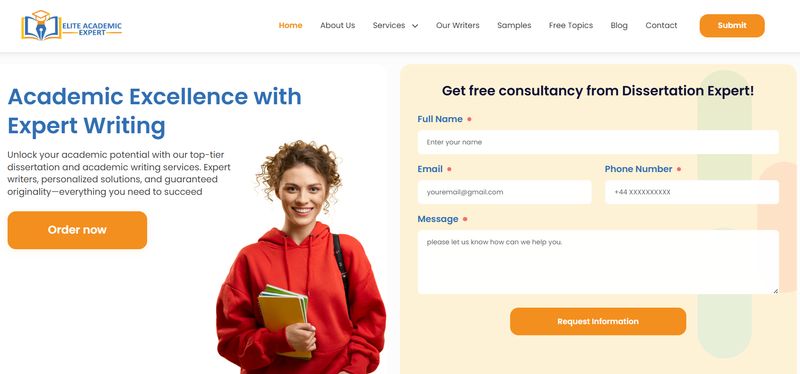 ELITE ACADEMIC
EXPERT
Home
About Us
Services
Our Writers
Samples
Free Topics
Blog
Contact
Submit
Academic Excellence with
Expert Writing
Unlock your academic potential with our top-tier
dissertation and academic writing services. Expert
writers, personalized solutions, and guaranteed
originality—everything you need to succeed
Order now
Get free consultancy from Dissertation Expert!
Full Name
Enter your name
Email
Phone Number
youremail@gmail.com
+44 XXXXXXXXXX
Message
please let us know how can we help you.
Request Information